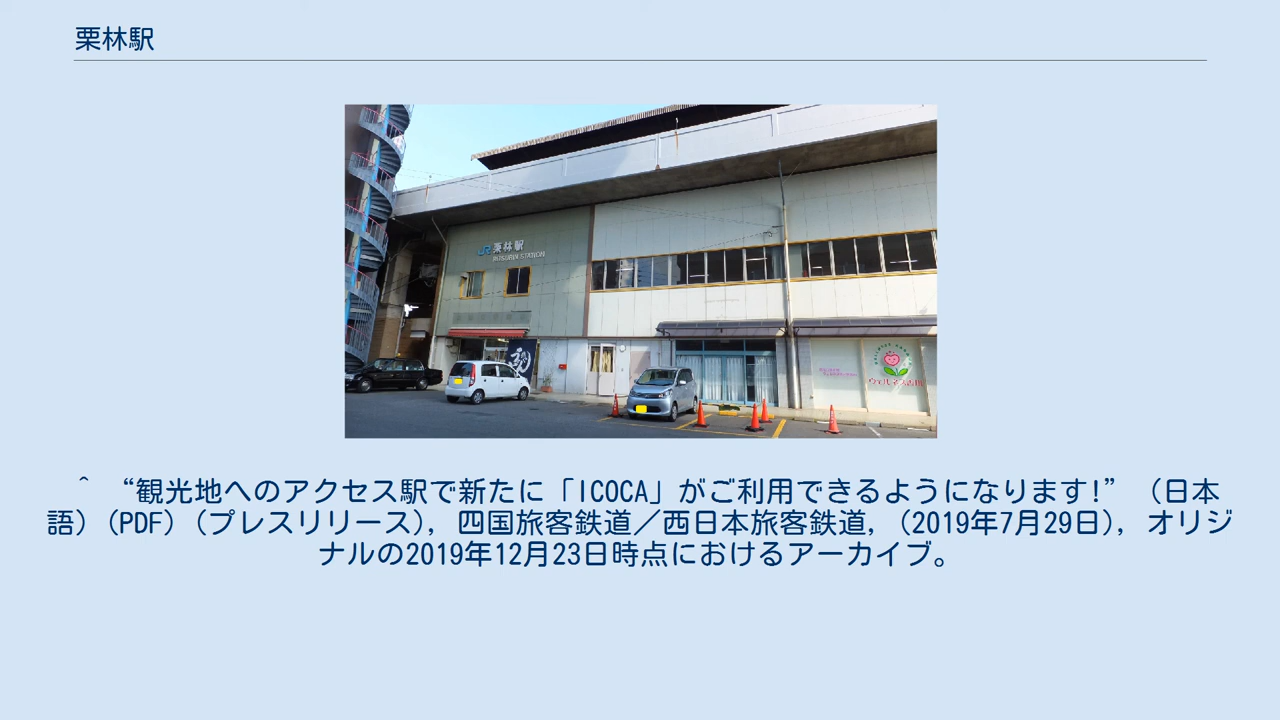 栗林駅
JR 栗林駅
RITSURIN STATION
^ “観光地へのアクセス駅で新たに「ICOCA」がご利用できるようになります!” (日本
語) (PDF) (プレスリリース), 四国旅客鉄道／西日本旅客鉄道, (2019年7月29日), オリジ
ナルの2019年12月23日時点におけるアーカイブ。